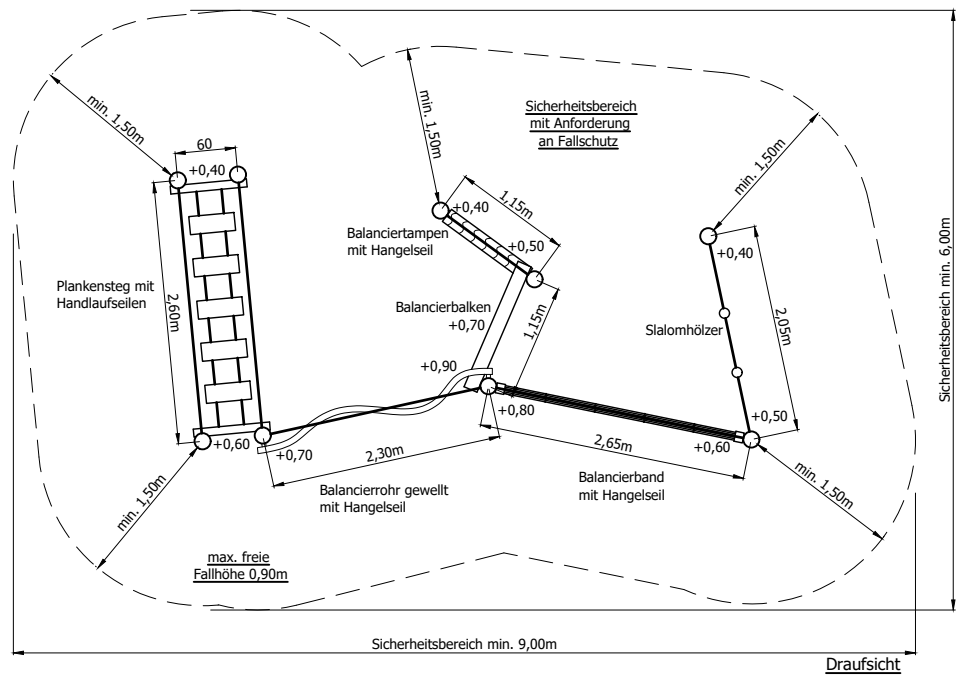 min. 1,50m
60
+0,40
Plankensteg mit
Handlaufseilen
2,60m
+0,60
+0,70
min. 1,50m
max. freie
Fallhöhe 0,90m
min. 1,50m
Sicherheitsbereich
mit Anforderung
an Fallschutz
+0,40
1,15m
+0,50
Balanciertampen
mit Hangelseil
Balancierbalken
+0,70
1,15m
+0,90
+0,80
2,30m
Balancierrohr gewellt
mit Hangelseil
2,65m
+0,60
Balancierband
mit Hangelseil
min. 1,50m
+0,40
2,05m
Slalomhölzer
+0,50
min. 1,50m
Sicherheitsbereich min. 6,00m
Sicherheitsbereich min. 9,00m
Draufsicht